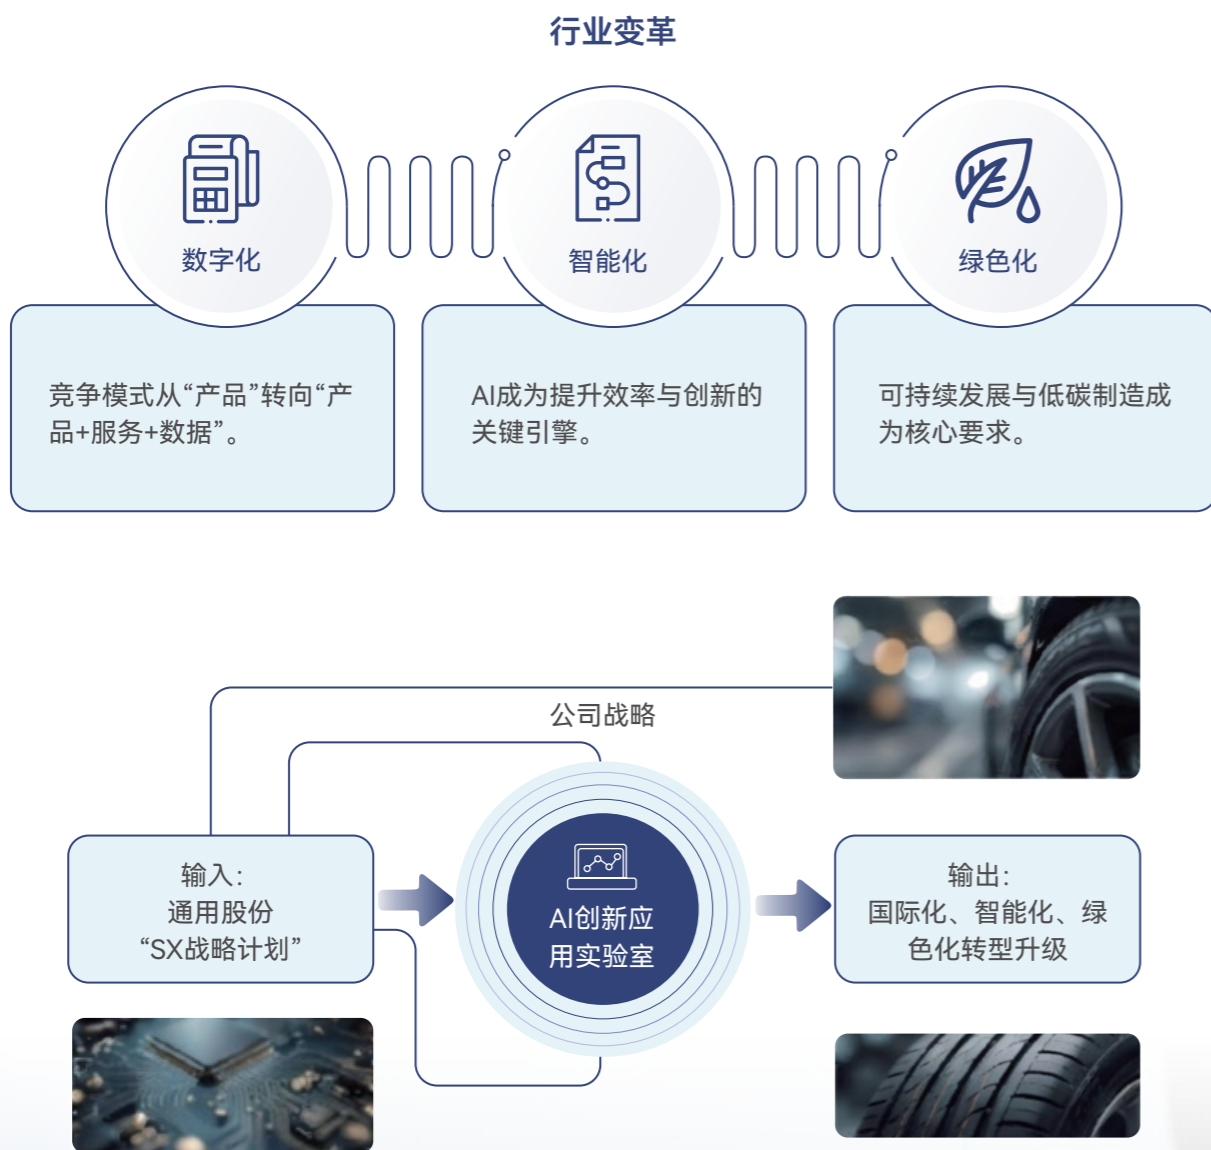 行业变革
数字化
智能化
绿色化
竞争模式从“产品”转向“产
品+服务+数据”。
AI成为提升效率与创新的
关键引擎。
可持续发展与低碳制造成
为核心要求。
公司战略
输入：
通用股份
“SX战略计划”
AI创新应
用实验室
输出：
国际化、智能化、绿
色化转型升级